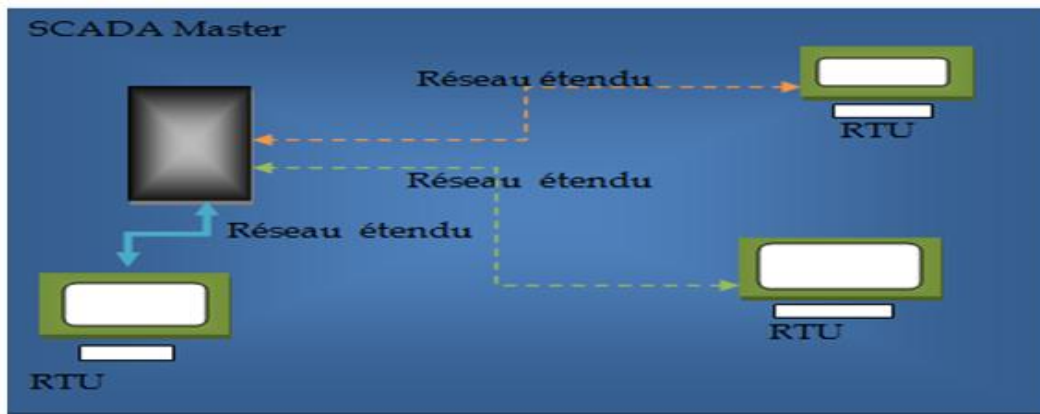 SCADA Master
Réseau étendu
RTU
Réseau étendu
Réseau étendu
RTU
RTU